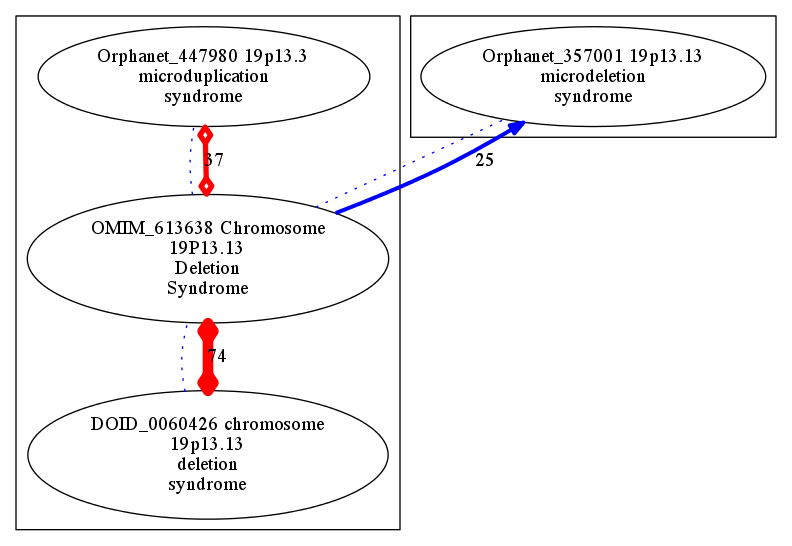 Orphanet_447980 19p13.3
microduplication
syndrome
Orphanet_357001 19p13.13
microdeletion
syndrome
37
25
OMIM_613638 Chromosome
19P13.13
Deletion
Syndrome
74
DOID_0060426 chromosome
19p13.13
deletion
syndrome